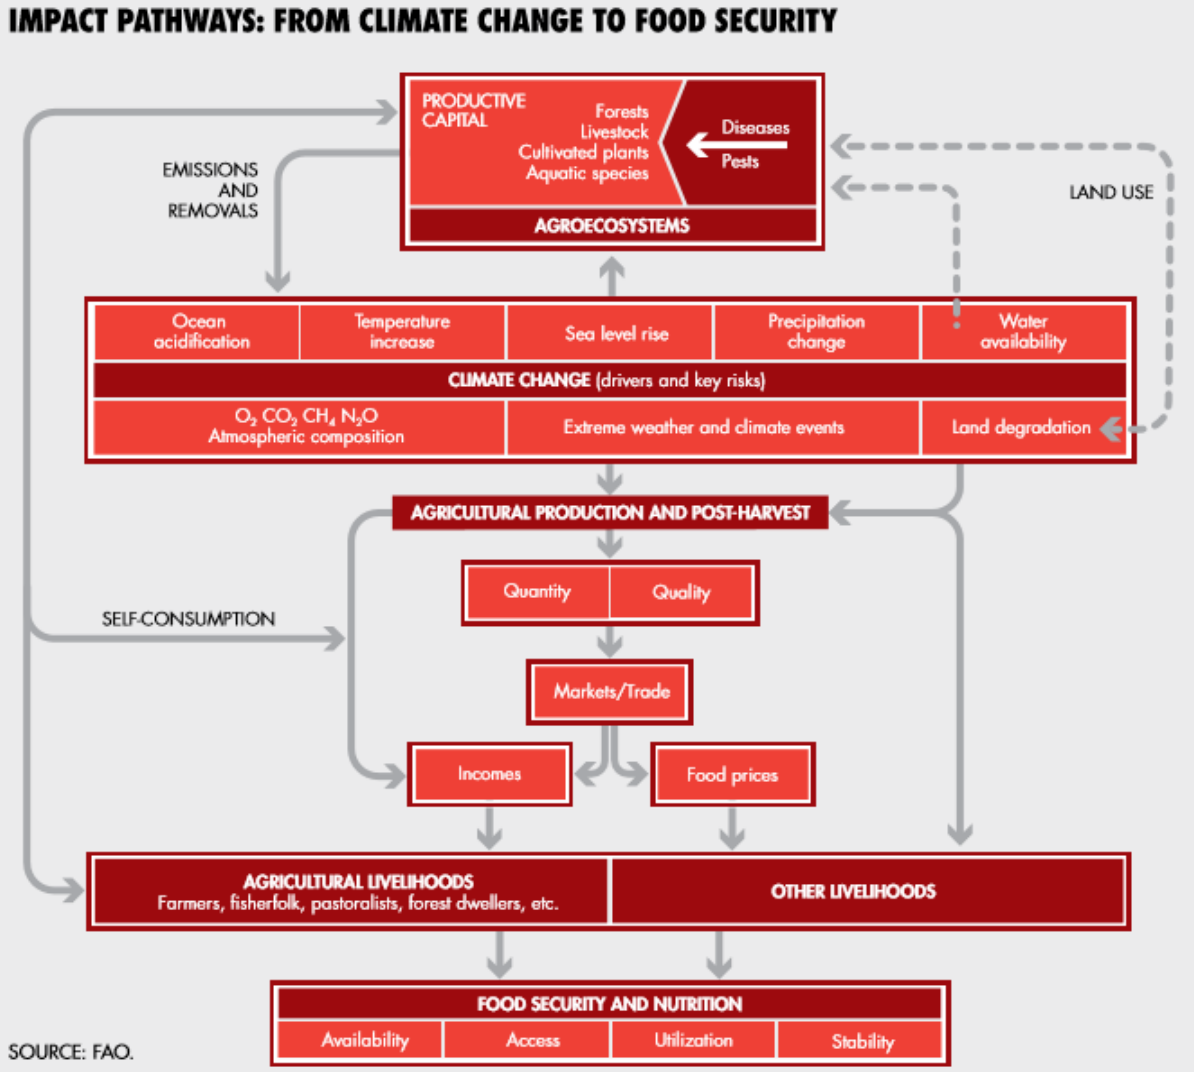 IMPACT PATHWAYS: FROM CLIMATE CHANGE TO FOOD SECURITY
PRODUCTIVE
CAPITAL
Forests
Livestock
Cultivated plants
Aquatic species
Diseases
Pests
AGROECOSYSTEMS
EMISSIONS
AND
REMOVALS
LAND USE
Ocean
acidification
Temperature
increase
Sea level rise
Precipitation
change
Water
availability
CLIMATE CHANGE (drivers and key risks)
O₂ CO₂ CH₄ N₂O
Atmospheric composition
Extreme weather and climate events
Land degradation
AGRICULTURAL PRODUCTION AND POST-HARVEST
Quantity
Quality
SELF-CONSUMPTION
Markets/Trade
Incomes
Food prices
AGRICULTURAL LIVELIHOODS
Farmers, fisherfolk, pastoralists, forest dwellers, etc.
OTHER LIVELIHOODS
FOOD SECURITY AND NUTRITION
Availability
Access
Utilization
Stability
SOURCE: FAO.